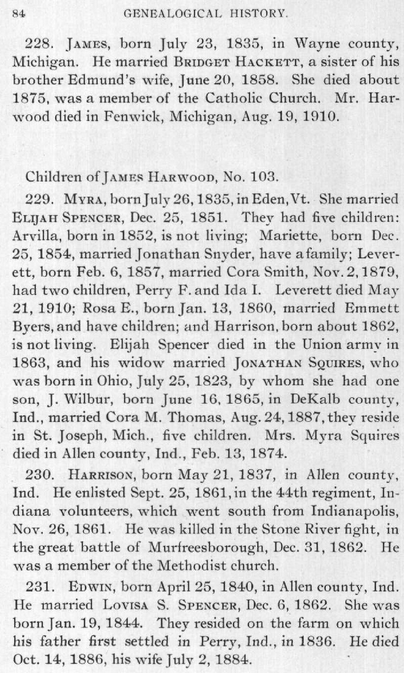 84 GENEALOGICAL HISTORY.
228. JAMES, born July 23, 1835, in Wayne county,
Michigan. He married BRIDGET HACKETT, a sister of his
brother Edmund's wife, June 20, 1858. She died about
1875, was a member of the Catholic Church. Mr. Har-
wood died in Fenwick, Michigan, Aug. 19, 1910.
Children of JAMES HARWOOD, No. 103.
229. MYRA, born July 26, 1835, in Eden, Vt. She married
ELIJAH SPENCER, Dec. 25, 1851. They had five children:
Arvilla, born in 1852, is not living; Mariette, born Dec.
25, 1854, married Jonathan Snyder, have a family; Lever-
ett, born Feb. 6, 1857, married Cora Smith, Nov. 2, 1879,
had two children, Perry F. and Ida I. Leverett died May
21, 1910; Rosa E., born Jan. 13, 1860, married Emmett
Byers, and have children; and Harrison, born about 1862,
is not living. Elijah Spencer died in the Union army in
1863, and his widow married JONATHAN SQUIRES, who
was born in Ohio, July 25, 1823, by whom she had one
son, J. Wilbur, born June 16, 1865, in DeKalb county,
Ind., married Cora M. Thomas, Aug. 24, 1887, they reside
in St. Joseph, Mich., five children. Mrs. Myra Squires
died in Allen county, Ind., Feb. 13, 1874.
230. HARRISON, born May 21, 1837, in Allen county,
Ind. He enlisted Sept. 25, 1861, in the 44th regiment, In-
diana volunteers, which went south from Indianapolis,
Nov. 26, 1861. He was killed in the Stone River fight, in
the great battle of Murfreesborough, Dec. 31, 1862. He
was a member of the Methodist church.
231. EDWIN, born April 25, 1840, in Allen county, Ind.
He married LOVISA S. SPENCER, Dec. 6, 1862. She was
born Jan. 19, 1844. They resided on the farm on which
his father first settled in Perry, Ind., in 1836. He died
Oct. 14, 1886, his wife July 2, 1884.